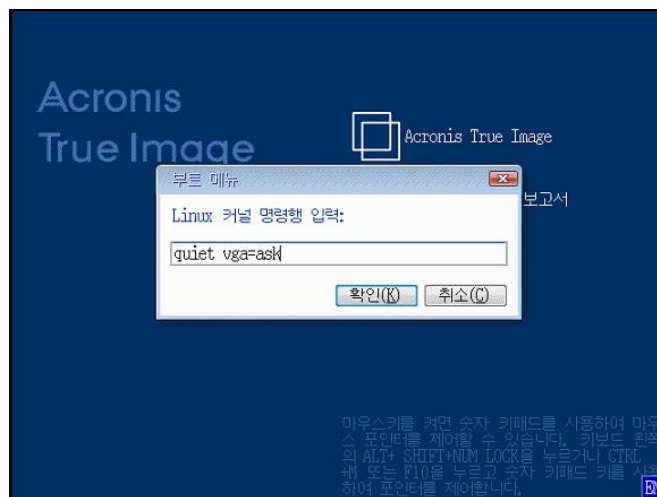 Acronis
True Image
Acronis True Image
보고서
부트 메뉴
Linux 커널 명령행 입력:
quiet vga=ask
확인(K)
취소(C)
마우스키를 켜면 숫자 키패드를 사용하여 마우
스 포인터를 제어할 수 있습니다. 키보드 왼쪽
의 ALT+ SHIFT+NUM LOCK을 누르거나 CTRL
+M 또는 F10을 누르고 숫자 키패드 키를 사용
하여 포인터를 제어합니다.
EN